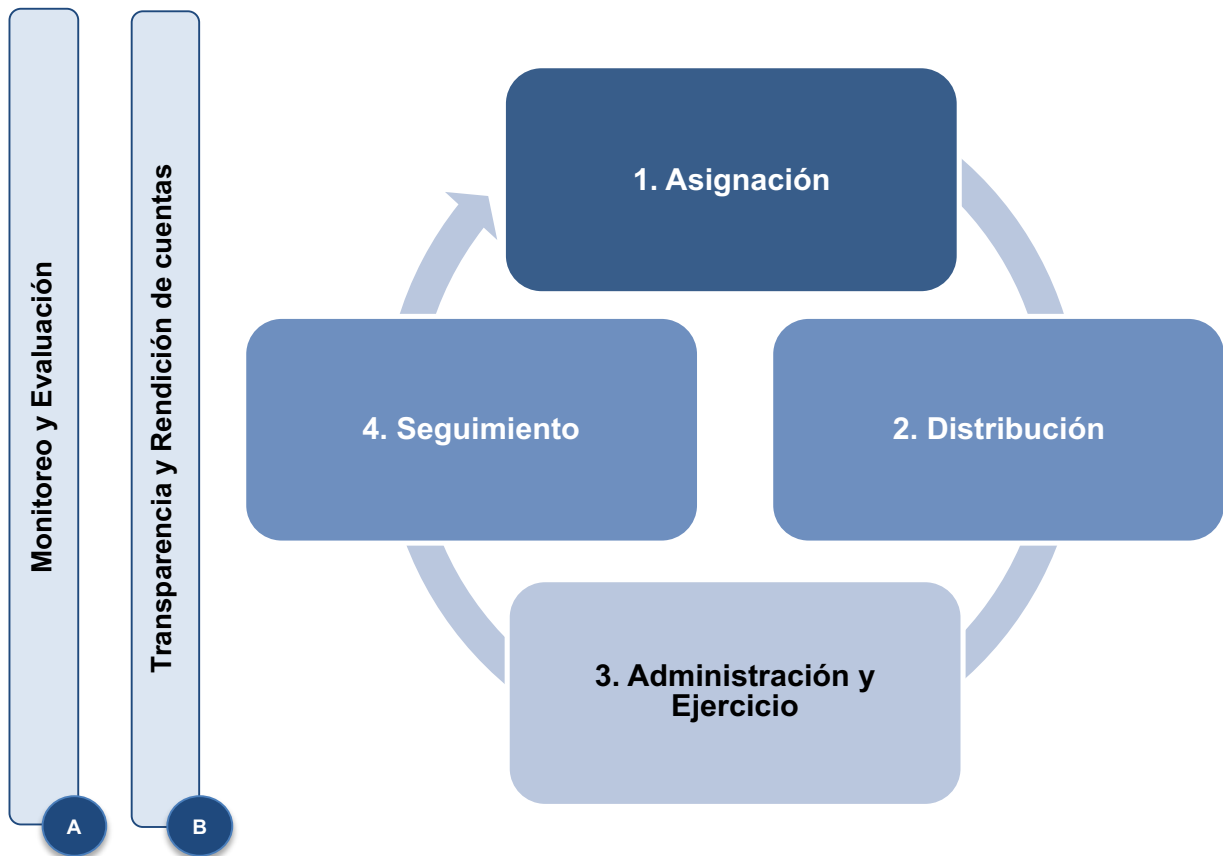 Monitoreo y Evaluación
A
Transparencia y Rendición de cuentas
B
1. Asignación
2. Distribución
3. Administración y
Ejercicio
4. Seguimiento